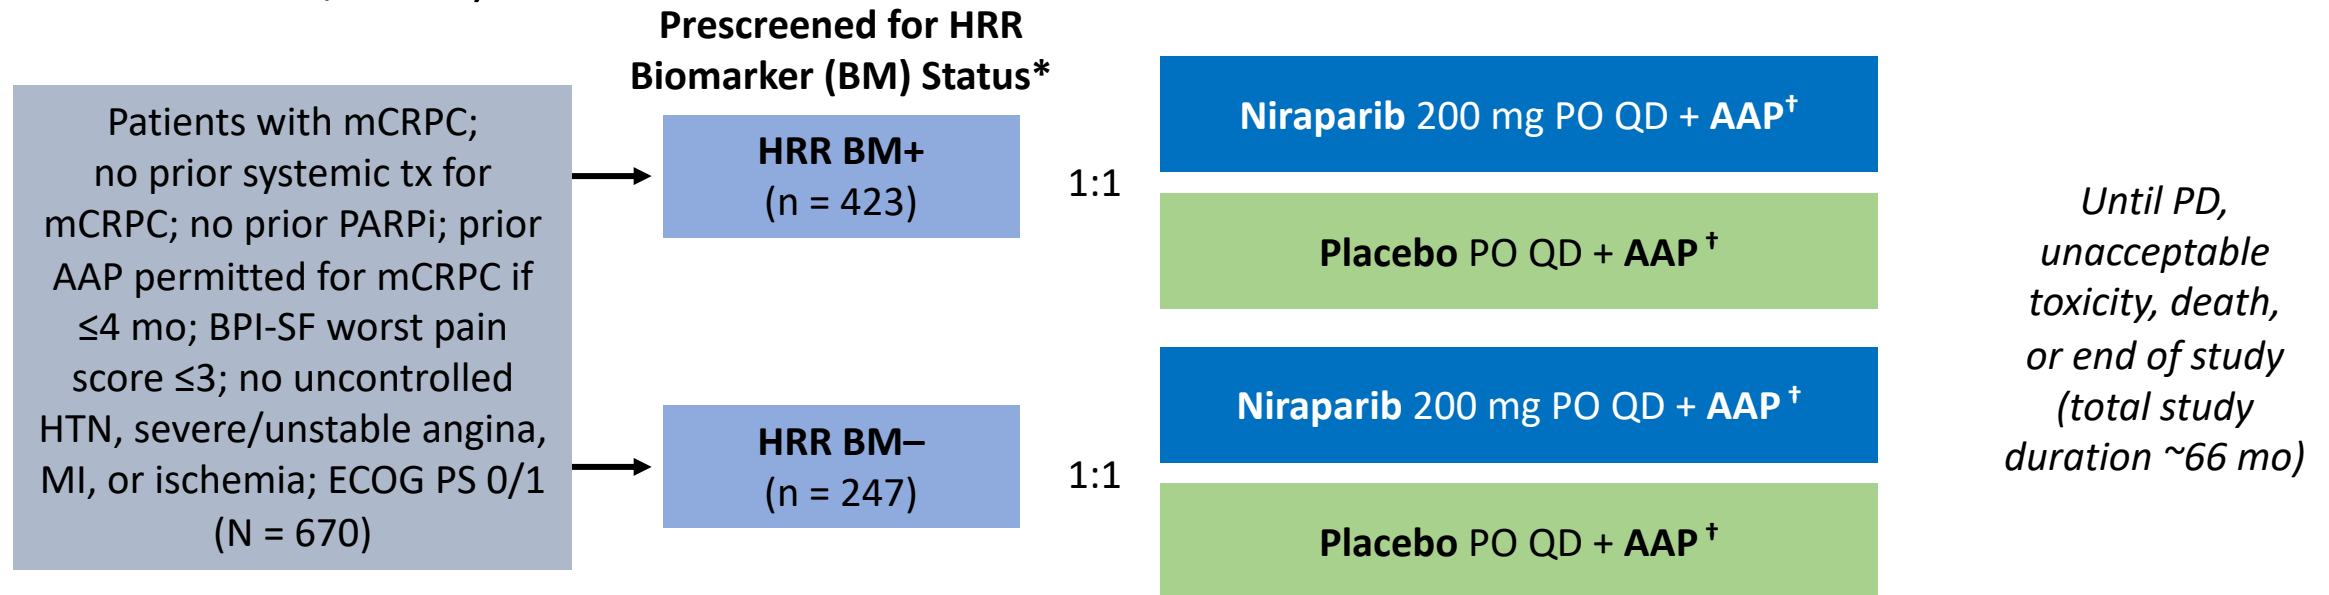 Prescreened for HRR
Biomarker (BM) Status*
Patients with mCRPC;
no prior systemic tx for
mCRPC; no prior PARPi; prior
AAP permitted for mCRPC if
≤4 mo; BPI-SF worst pain
score ≤3; no uncontrolled
HTN, severe/unstable angina,
MI, or ischemia; ECOG PS 0/1
(N = 670)
HRR BM+
(n = 423)
1:1
Niraparib 200 mg PO QD + AAP†
Placebo PO QD + AAP †
HRR BM–
(n = 247)
1:1
Niraparib 200 mg PO QD + AAP †
Placebo PO QD + AAP †
Until PD,
unacceptable
toxicity, death,
or end of study
(total study
duration ~66 mo)